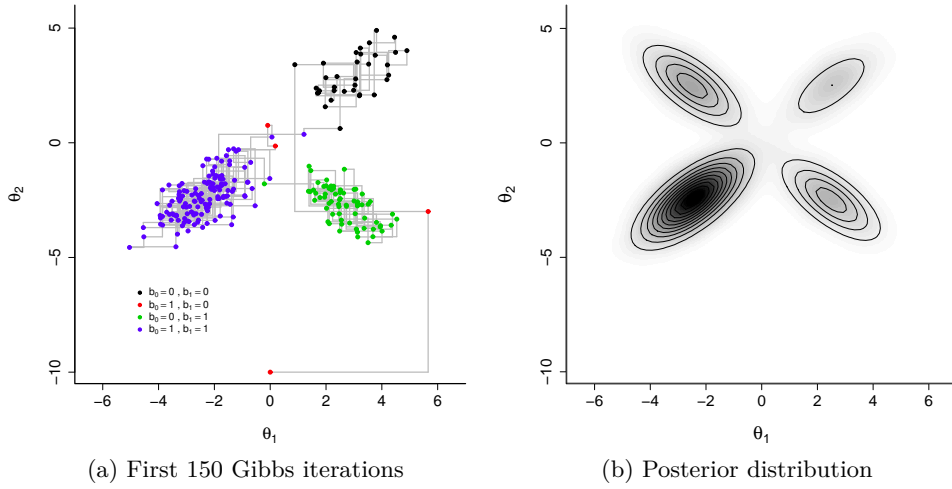 5
0
−5
−10
θ2
−6
−4
−2
0
2
4
6
θ1
b0 = 0 , b1 = 0
b0 = 1 , b1 = 0
b0 = 0 , b1 = 1
b0 = 1 , b1 = 1
(a) First 150 Gibbs iterations
5
0
−5
−10
θ2
−6
−4
−2
0
2
4
6
θ1
(b) Posterior distribution